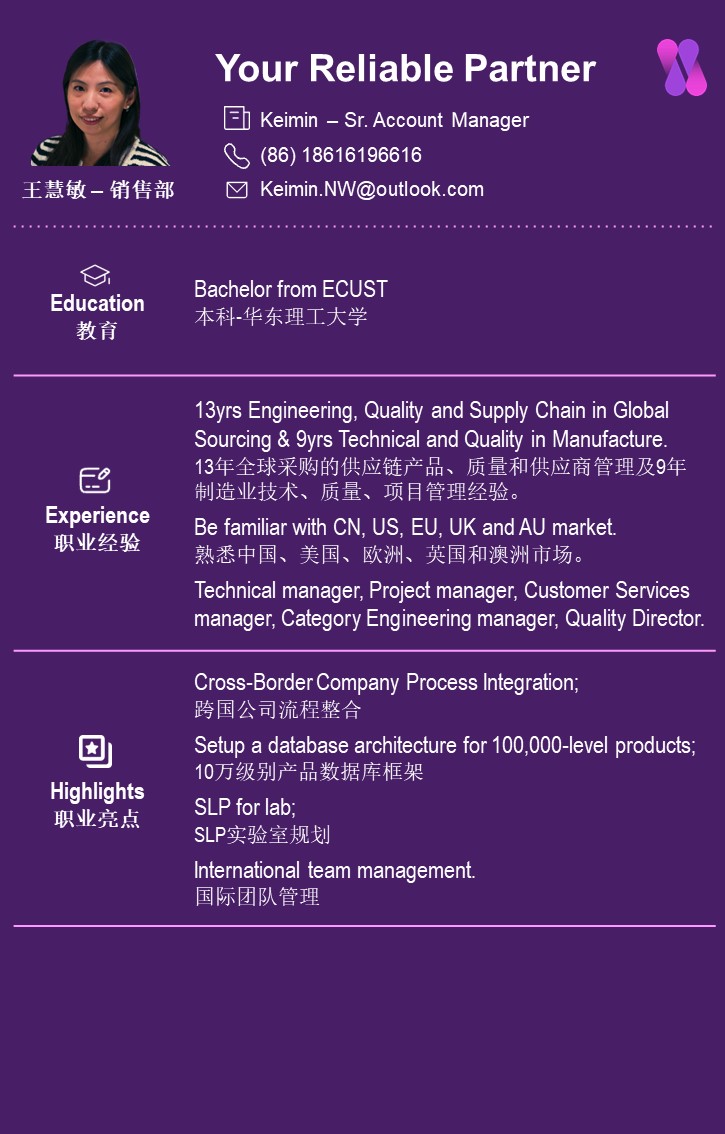 Your Reliable Partner
Keimin – Sr. Account Manager
(86) 18616196616
Keimin.NW@outlook.com
王慧敏 – 销售部
Education
教育
Bachelor from ECUST
本科-华东理工大学
Experience
职业经验
13yrs Engineering, Quality and Supply Chain in Global
Sourcing & 9yrs Technical and Quality in Manufacture.
13年全球采购的供应链产品、质量和供应商管理及9年
制造业技术、质量、项目管理经验。
Be familiar with CN, US, EU, UK and AU market.
熟悉中国、美国、欧洲、英国和澳洲市场。
Technical manager, Project manager, Customer Services
manager, Category Engineering manager, Quality Director.
Highlights
职业亮点
Cross-Border Company Process Integration;
跨国公司流程整合
Setup a database architecture for 100,000-level products;
10万级别产品数据库框架
SLP for lab;
SLP实验室规划
International team management.
国际团队管理